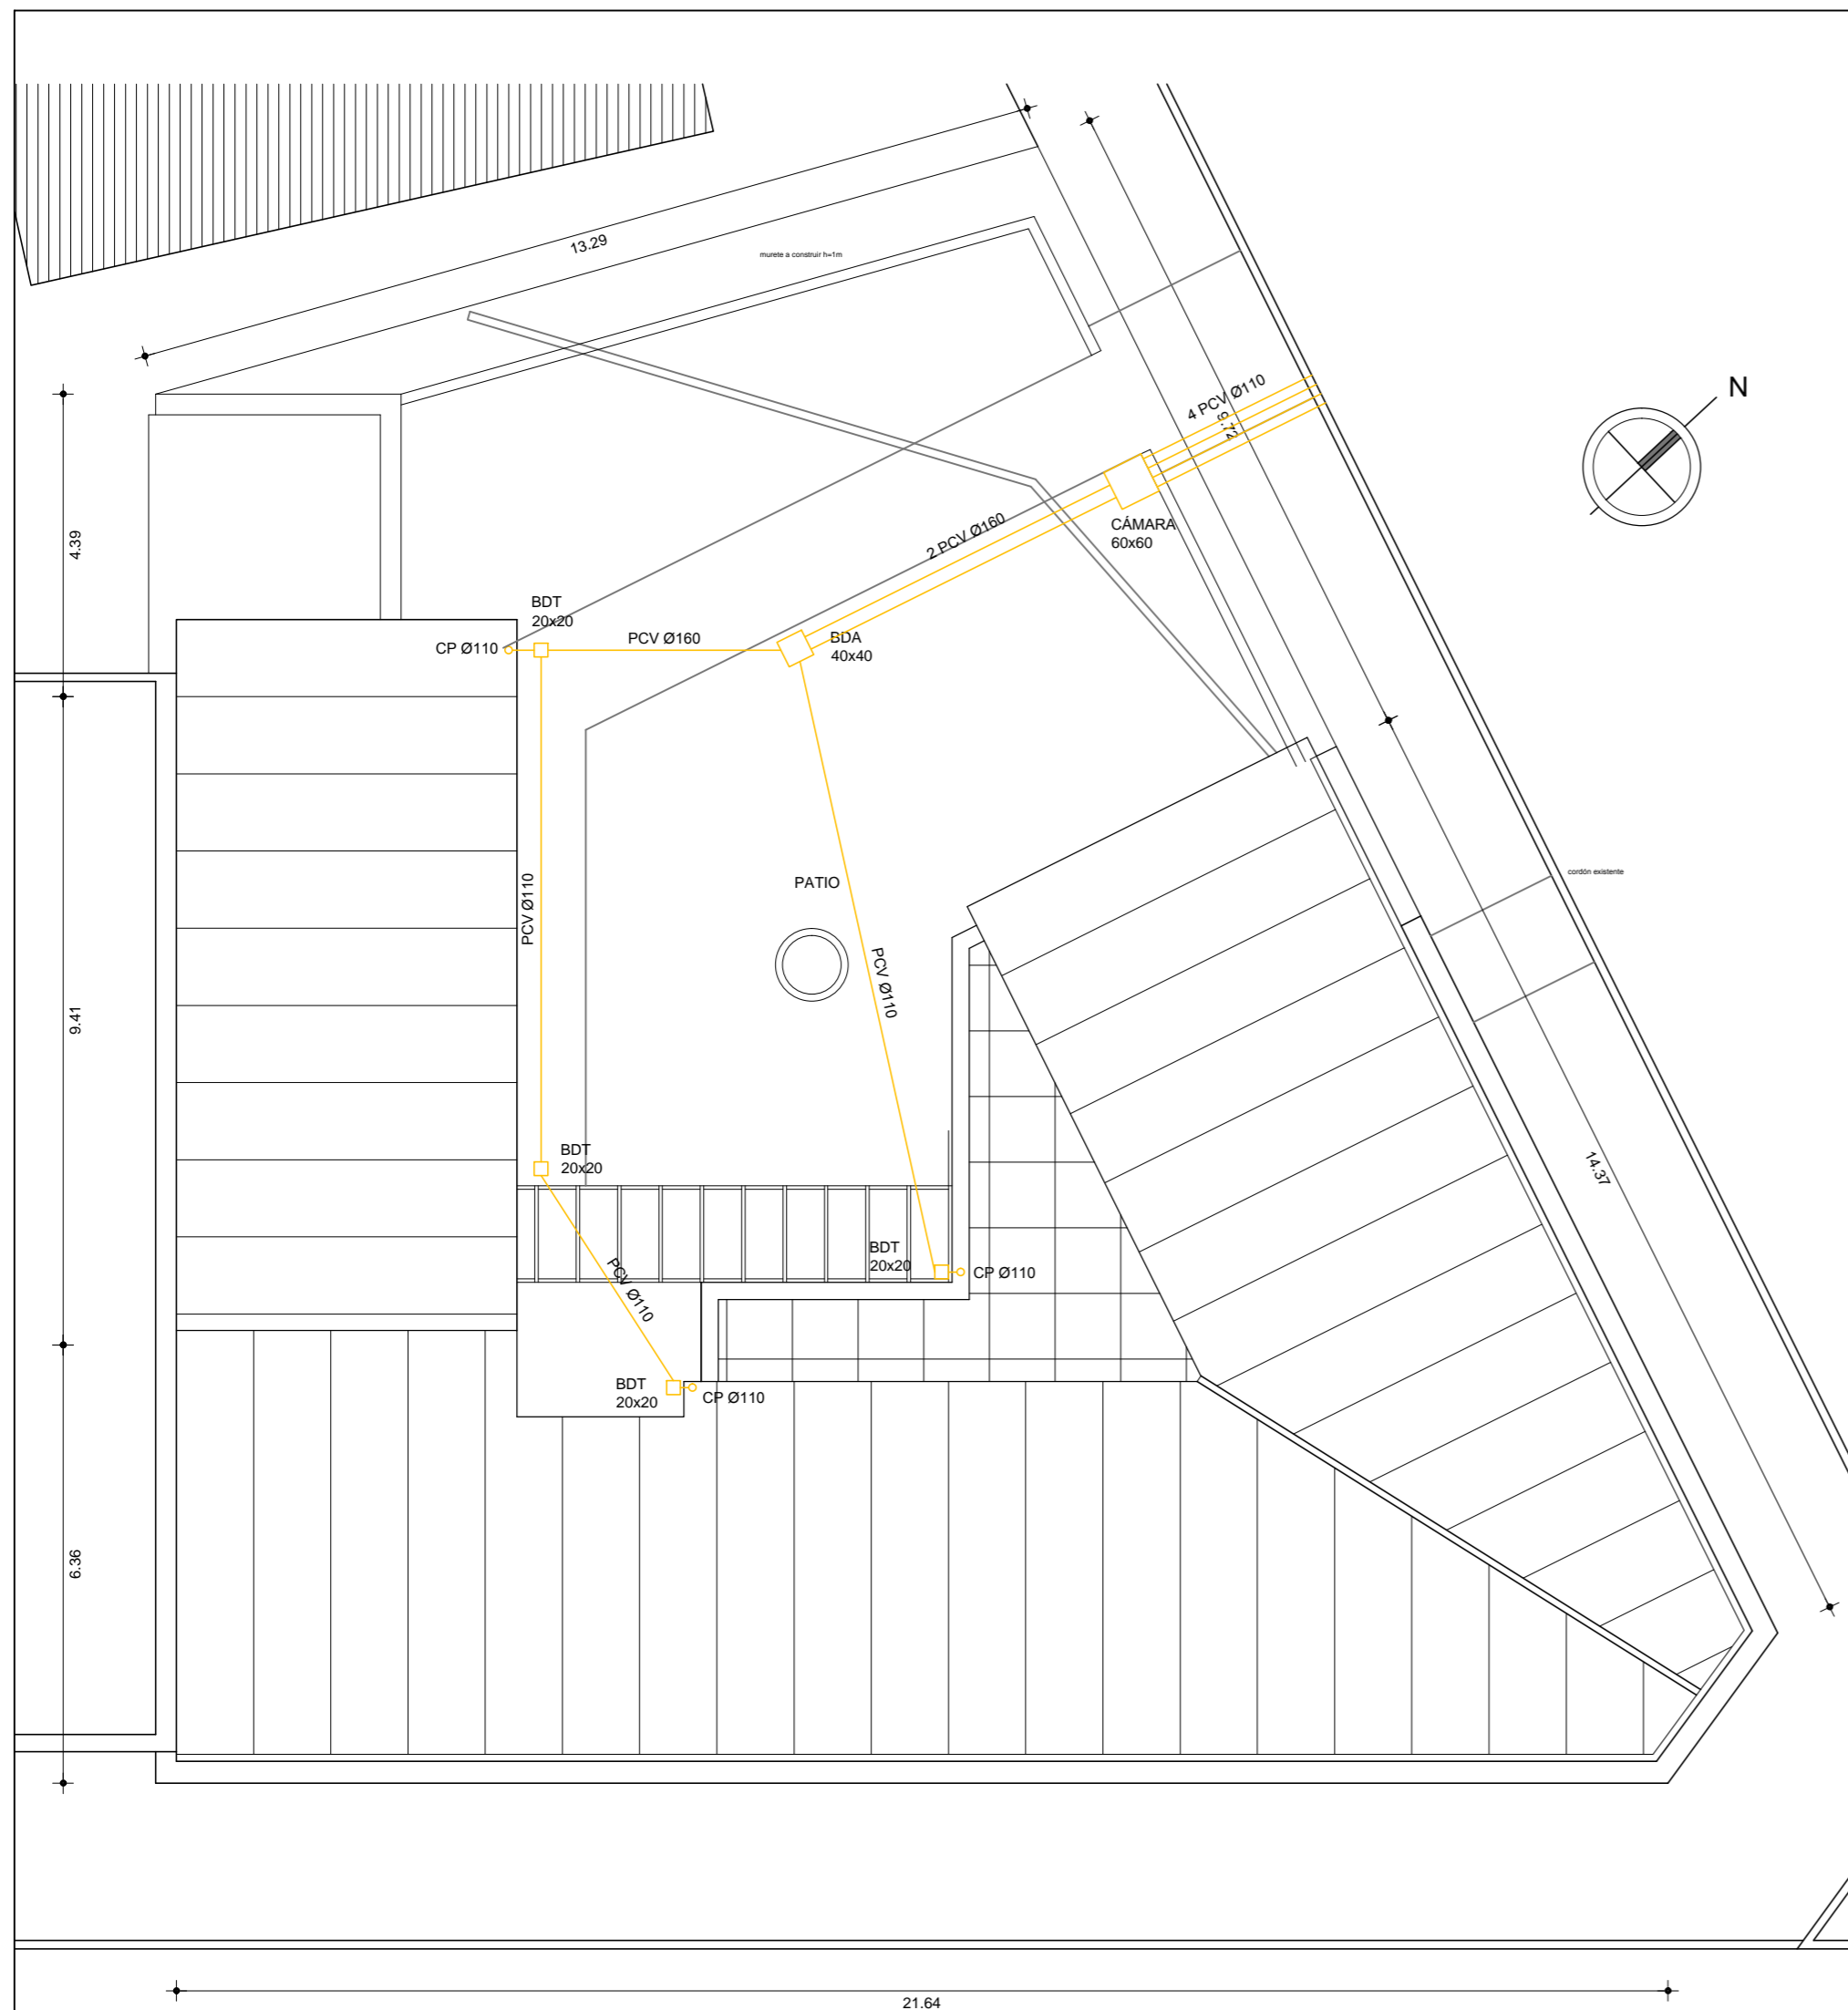 13.29
murete a construir h=1m
N
4 PCV Ø110
9.72
2 PCV Ø160
CÁMARA
60x60
4.39
BDT
20x20
CP Ø110
PCV Ø160
BDA
40x40
PATIO
cordón existente
PCV Ø110
PCV Ø110
9.41
BDT
20x20
14.37
BDT
20x20
CP Ø110
PCV Ø110
BDT
20x20
CP Ø110
6.36
21.64